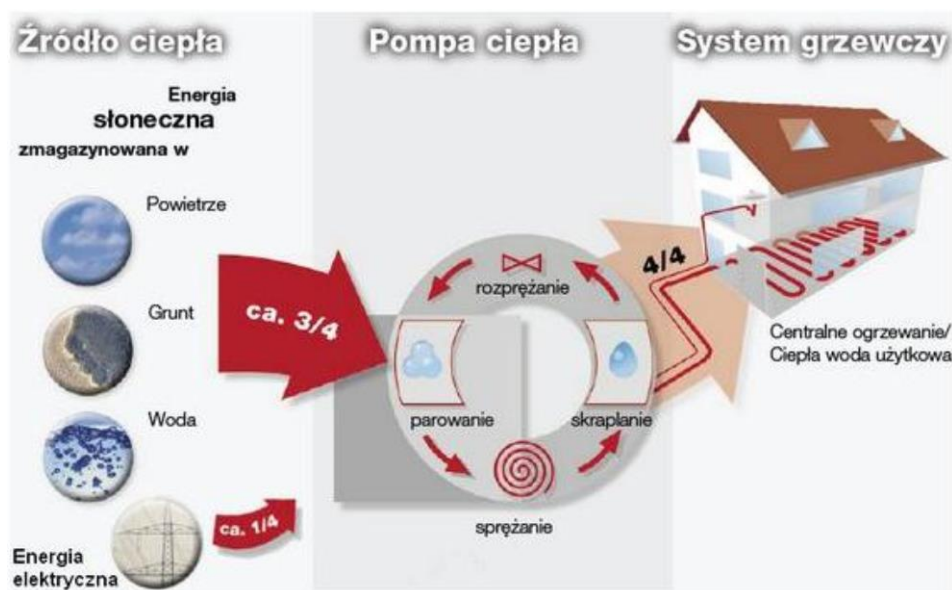 Źródło ciepła
Pompa ciepła
System grzewczy
Energia
słoneczna
zmagazynowana w
Powietrze
Grunt
Woda
Energia
elektryczna
ca. 3/4
ca. 1/4
rozprężanie
parowanie
skraplanie
sprężanie
4/4
Centralne ogrzewanie/
Ciepła woda użytkowa